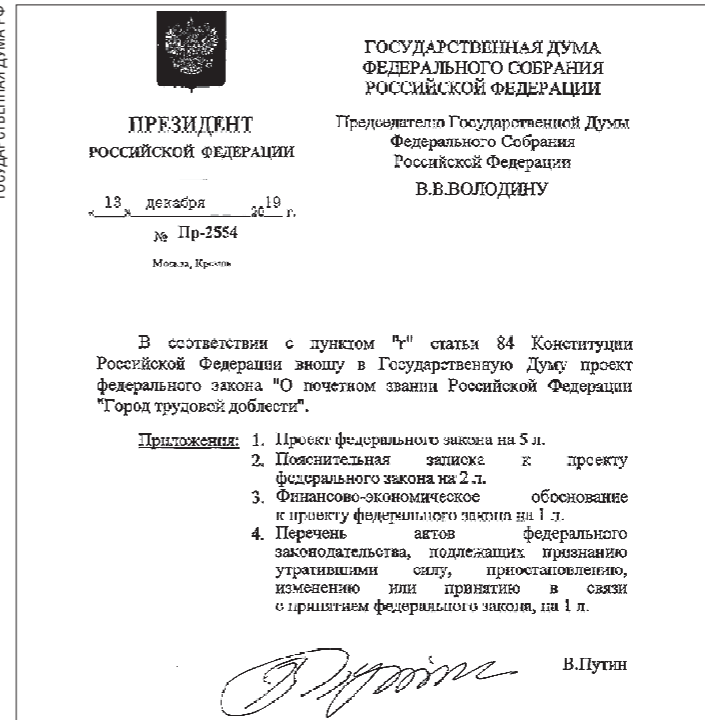 ГОСУДАРСТВЕННАЯ ДУМА РФ
ПРЕЗИДЕНТ
РОССИЙСКОЙ ФЕДЕРАЦИИ
« 13 » декабря 2019 г.
№ Пр-2554
Москва, Кремль
ГОСУДАРСТВЕННАЯ ДУМА
ФЕДЕРАЛЬНОГО СОБРАНИЯ
РОССИЙСКОЙ ФЕДЕРАЦИИ
Председателю Государственной Думы
Федерального Собрания
Российской Федерации
В.В.ВОЛОДИНУ
В соответствии с пунктом "г" статьи 84 Конституции
Российской Федерации вношу в Государственную Думу проект
федерального закона "О почетном звании Российской Федерации
"Город трудовой доблести".
Приложения: 1. Проект федерального закона на 5 л.
2. Пояснительная записка к проекту
федерального закона на 2 л.
3. Финансово-экономическое обоснование
к проекту федерального закона на 1 л.
4. Перечень актов федерального
законодательства, подлежащих признанию
утратившими силу, приостановлению,
изменению или принятию в связи
с принятием федерального закона, на 1 л.
В.Путин